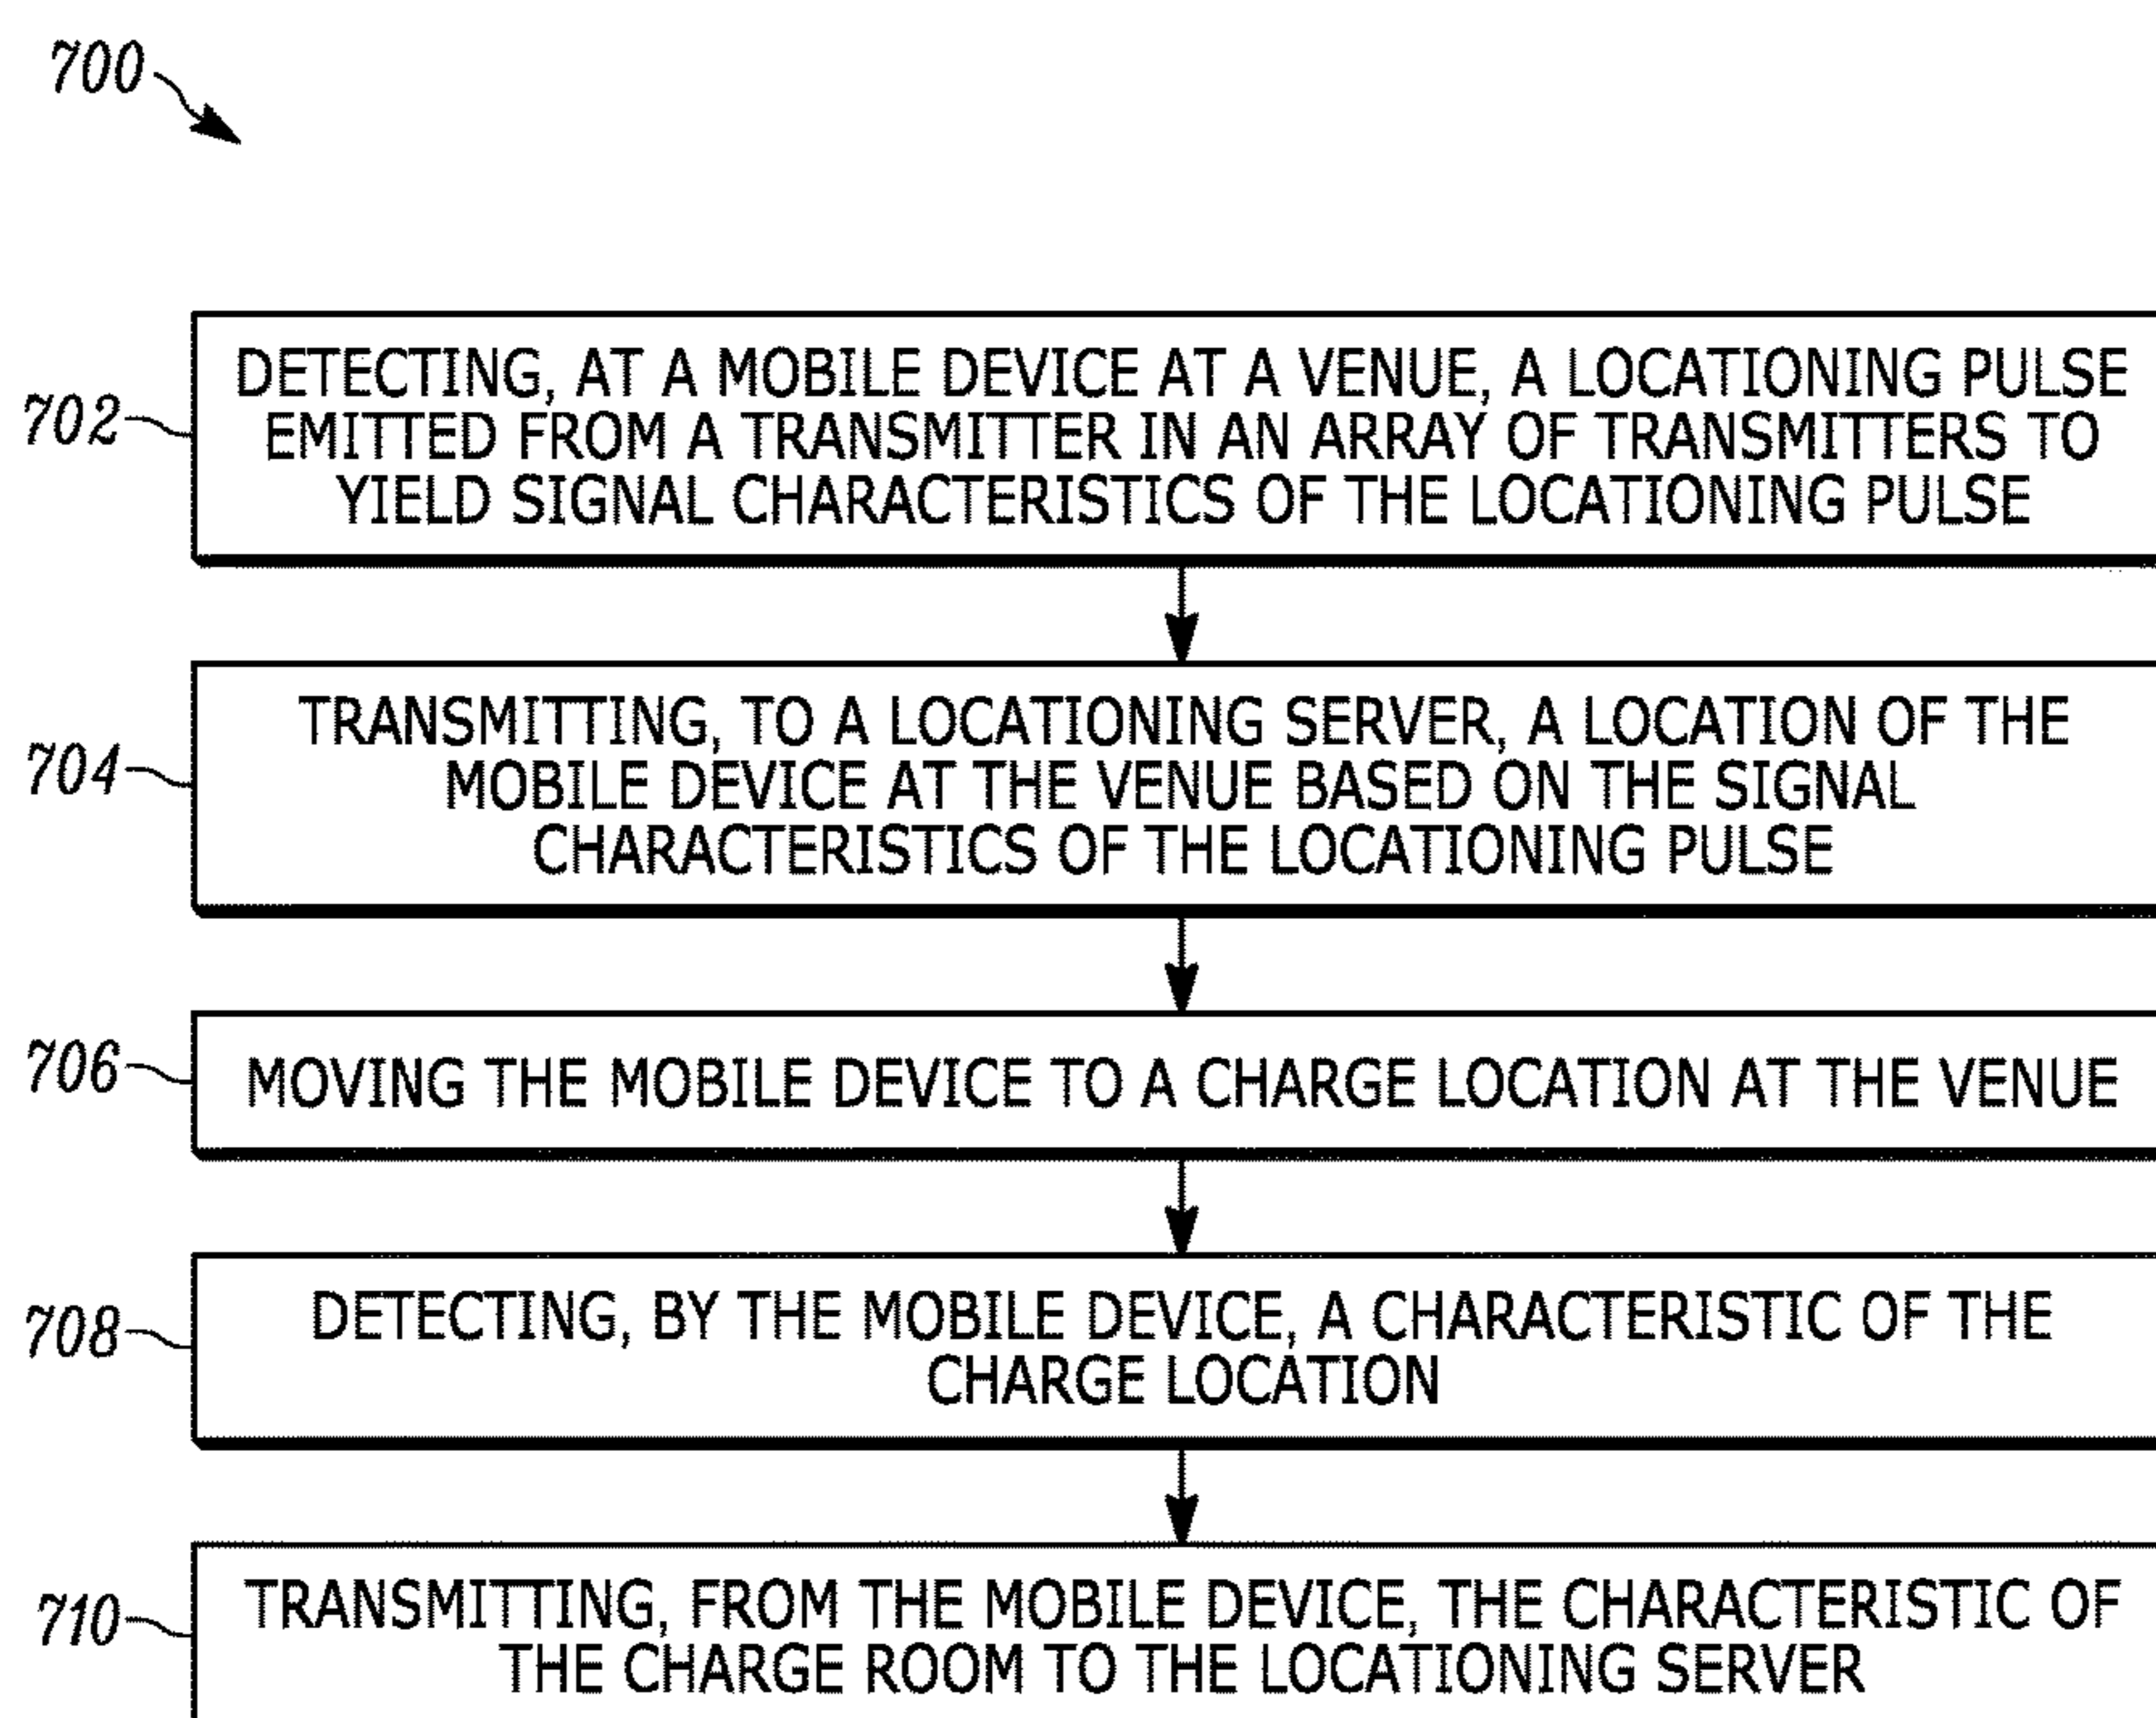 700
702
DETECTING, AT A MOBILE DEVICE AT A VENUE, A LOCATIONING PULSE
EMITTED FROM A TRANSMITTER IN AN ARRAY OF TRANSMITTERS TO
YIELD SIGNAL CHARACTERISTICS OF THE LOCATIONING PULSE
704
TRANSMITTING, TO A LOCATIONING SERVER, A LOCATION OF THE
MOBILE DEVICE AT THE VENUE BASED ON THE SIGNAL
CHARACTERISTICS OF THE LOCATIONING PULSE
706
MOVING THE MOBILE DEVICE TO A CHARGE LOCATION AT THE VENUE
708
DETECTING, BY THE MOBILE DEVICE, A CHARACTERISTIC OF THE
CHARGE LOCATION
710
TRANSMITTING, FROM THE MOBILE DEVICE, THE CHARACTERISTIC OF
THE CHARGE ROOM TO THE LOCATIONING SERVER